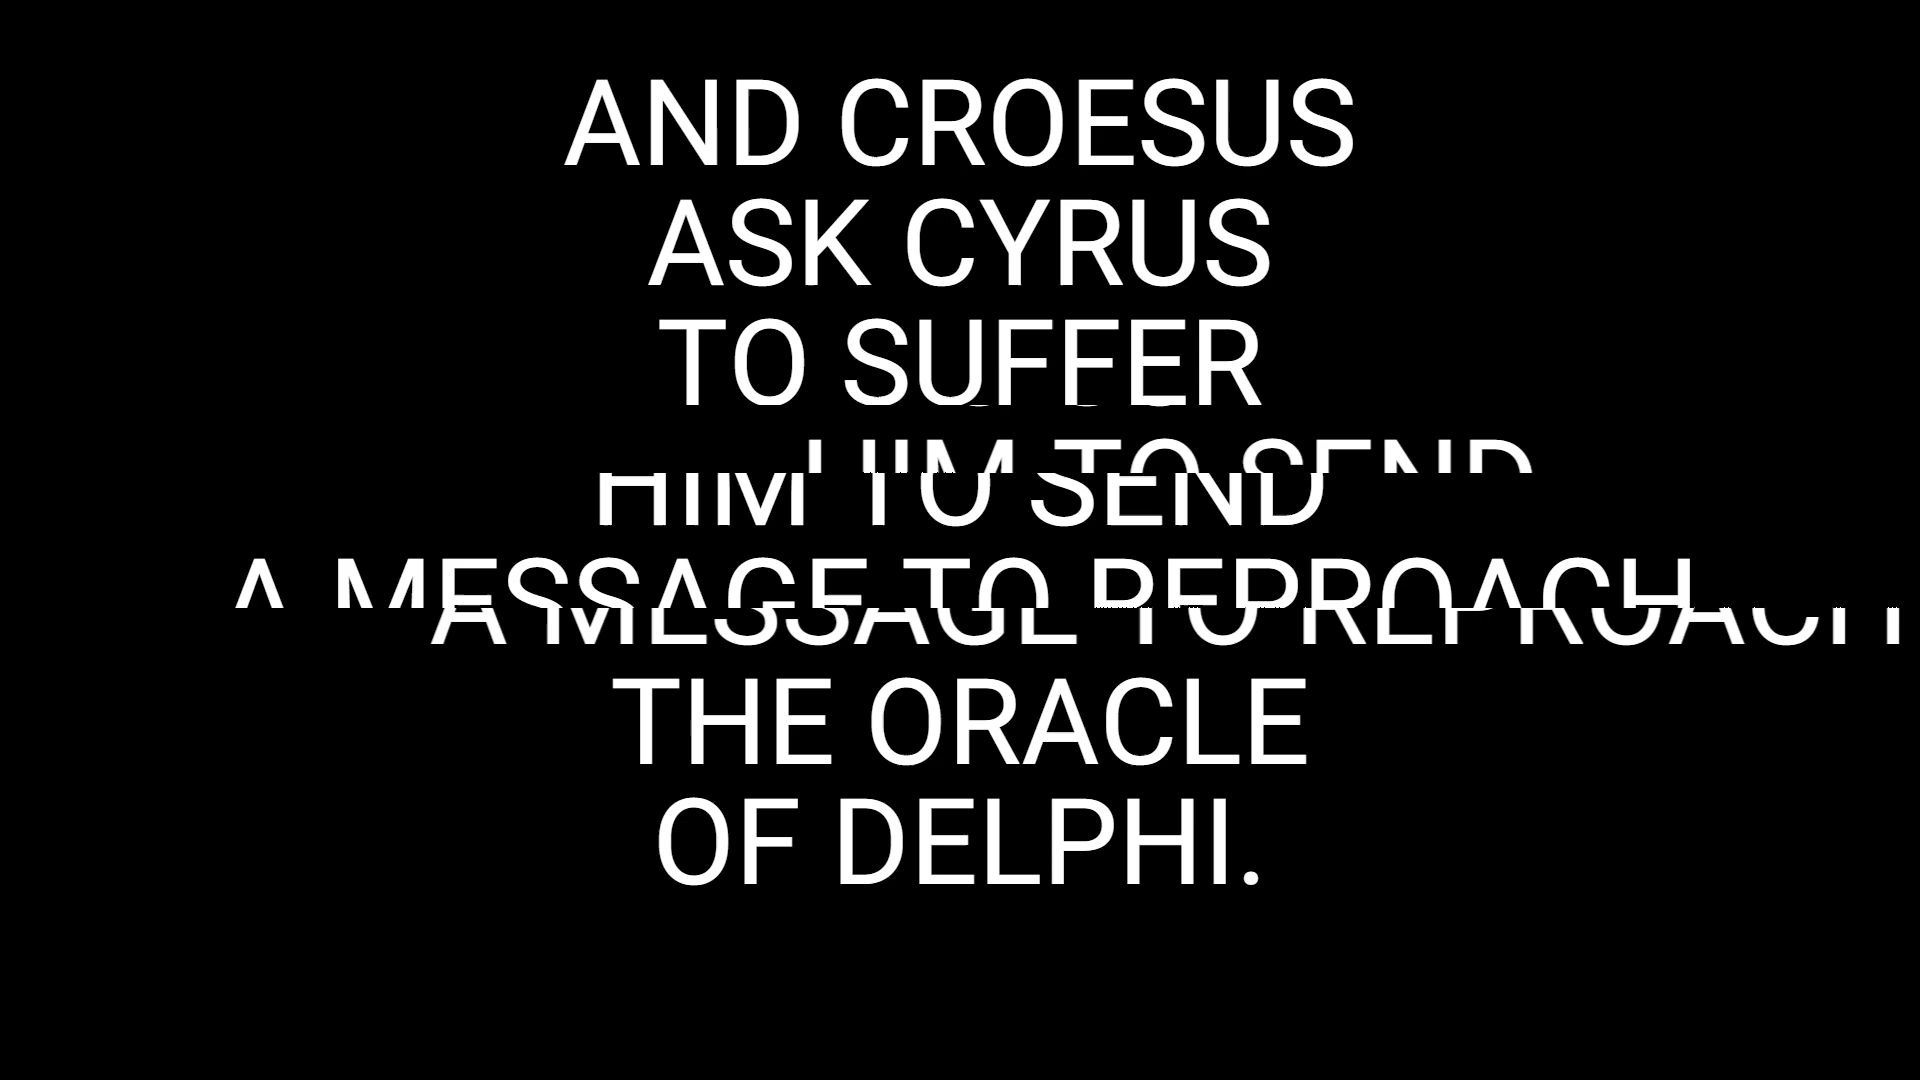 AND CROESUS
ASK CYRUS
TO SUFFER
HIM TO SEND
A MESSAGE TO REPROACH
THE ORACLE
OF DELPHI.